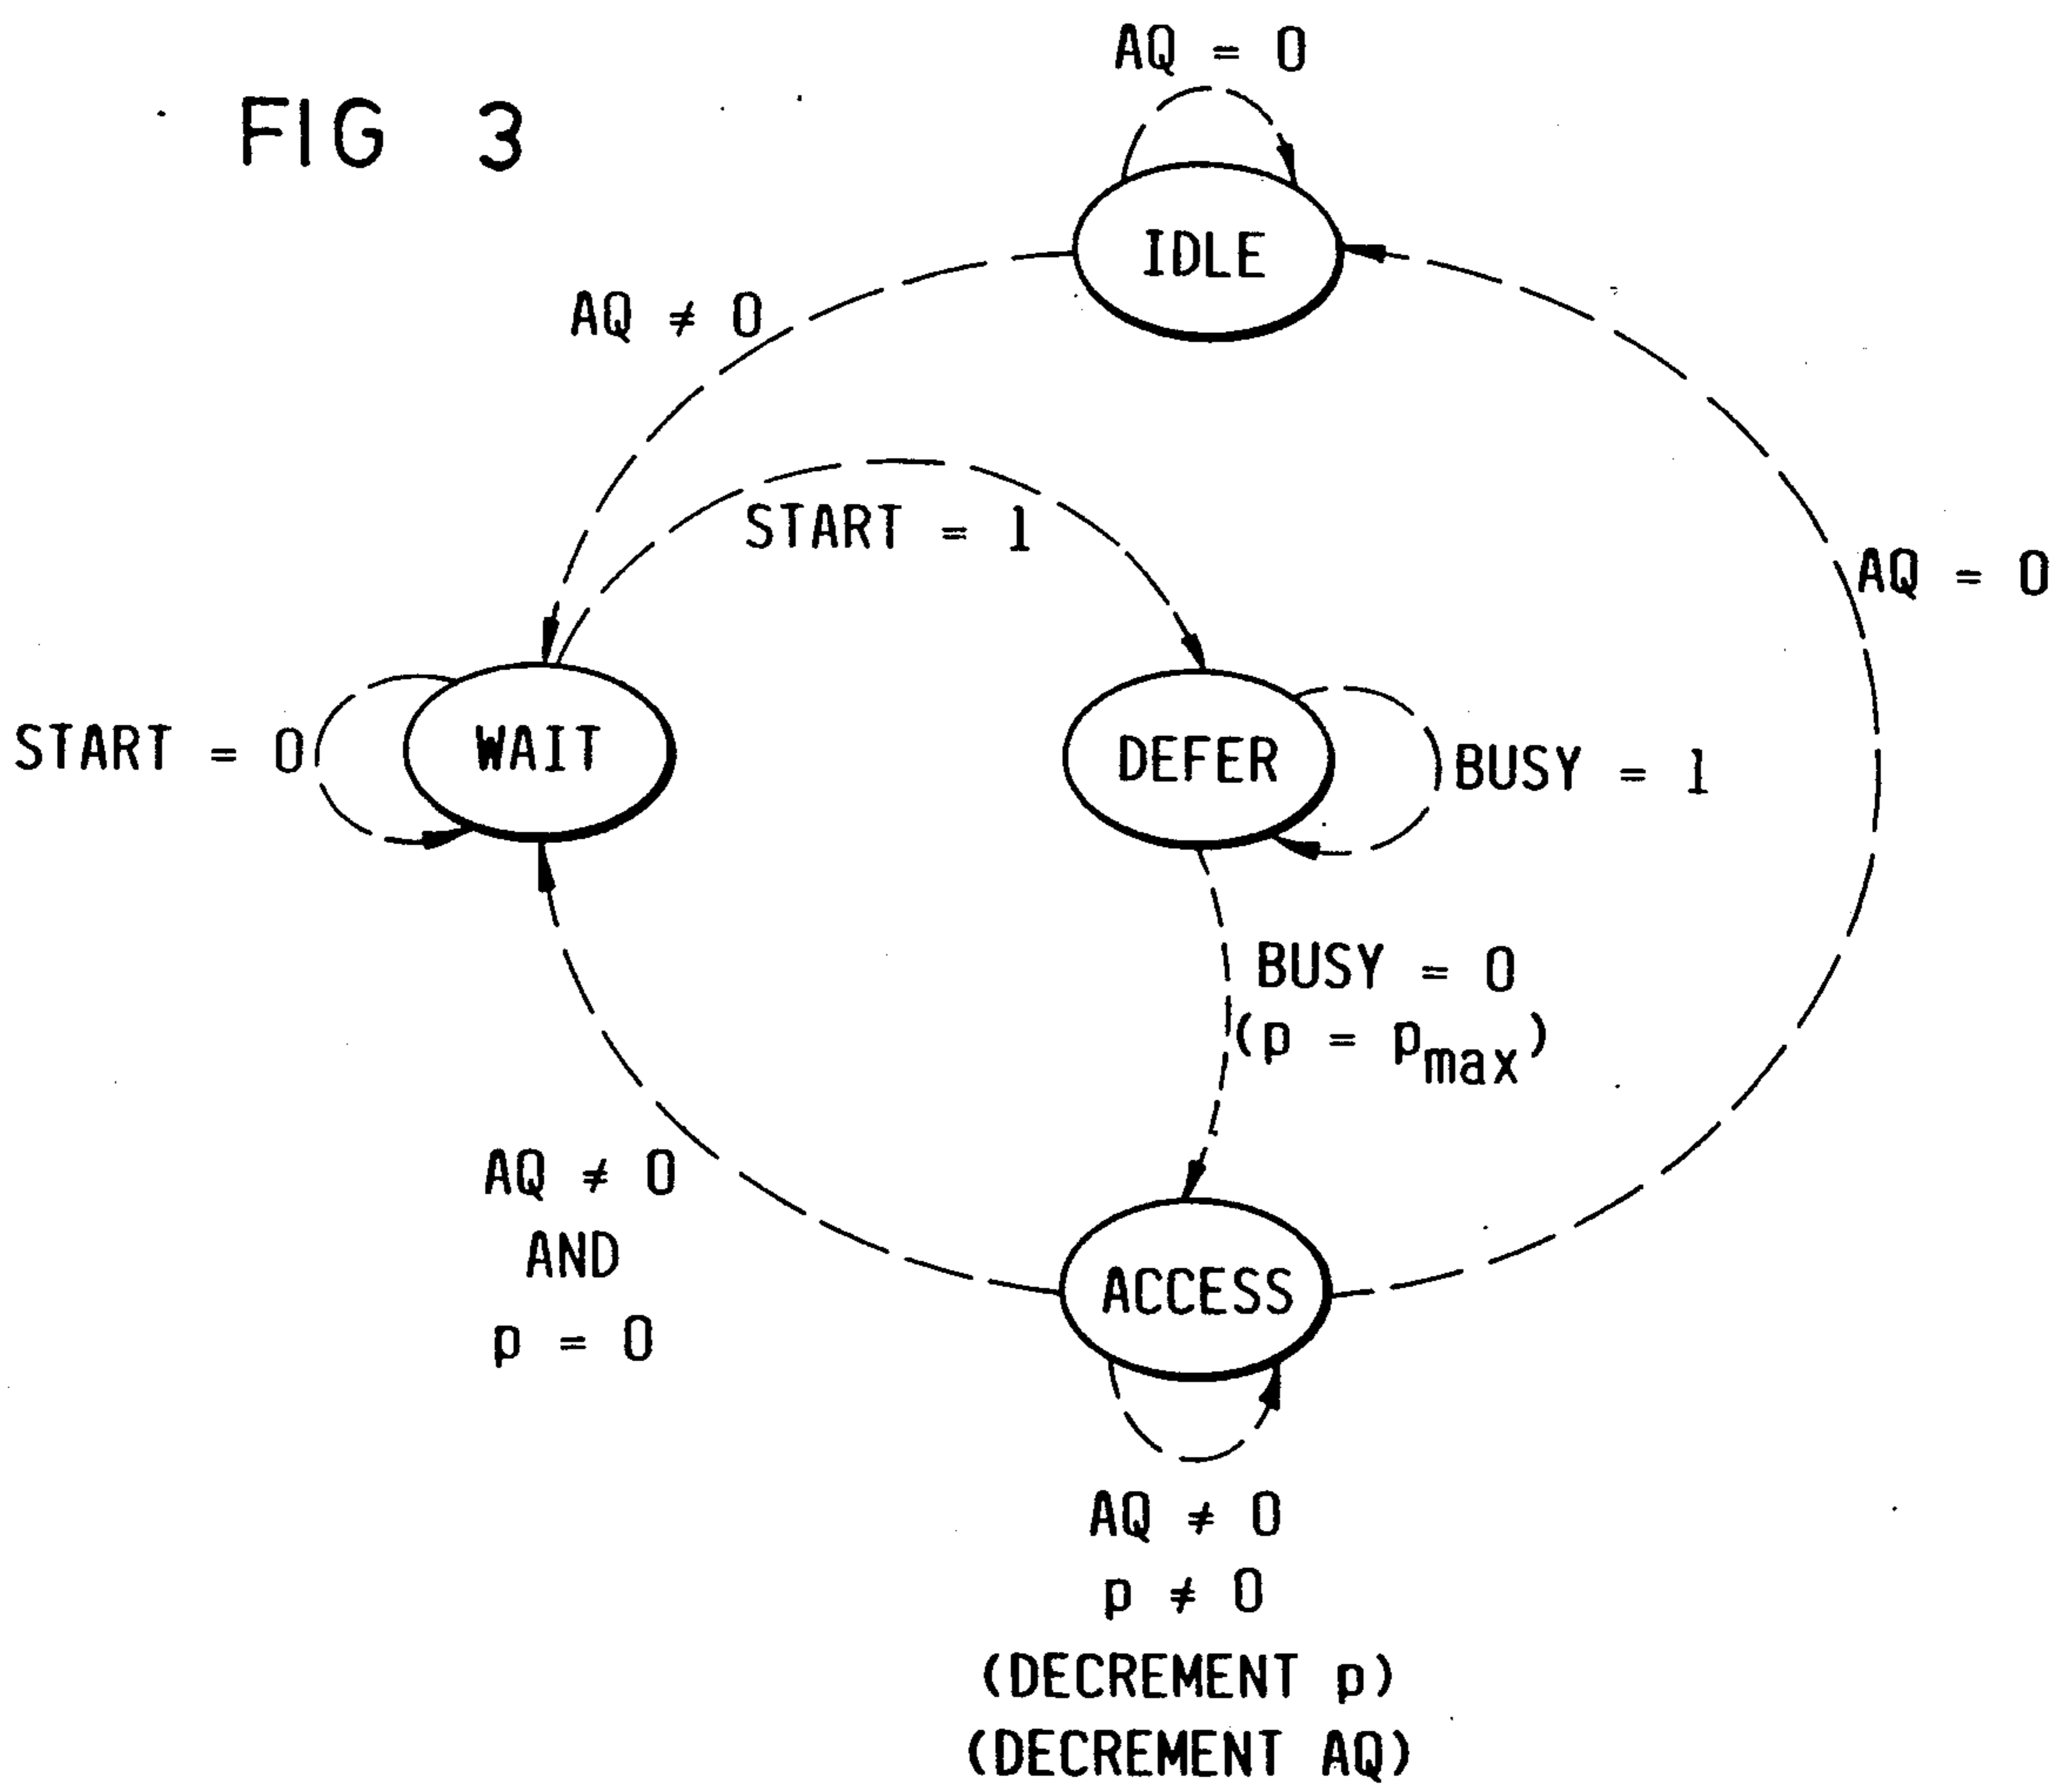 AQ = 0
FIG 3
IDLE
AQ ≠ 0
START = 1
AQ = 0
START = 0
WAIT
DEFER
BUSY = 1
BUSY = 0
(p = pmax)
AQ ≠ 0
AND
p = 0
ACCESS
AQ ≠ 0
p ≠ 0
(DECREMENT p)
(DECREMENT AQ)